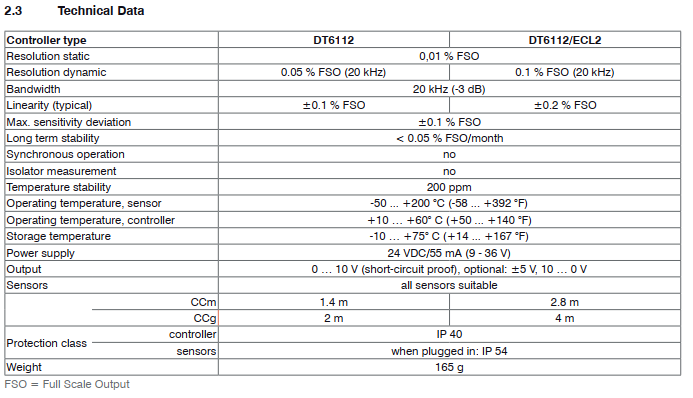 2.3 Technical Data
Controller type DT6112 DT6112/ECL2
Resolution static 0,01 % FSO
Resolution dynamic 0.05 % FSO (20 kHz) 0.1 % FSO (20 kHz)
Bandwidth 20 kHz (-3 dB)
Linearity (typical) ±0.1 % FSO ±0.2 % FSO
Max. sensitivity deviation ±0.1 % FSO
Long term stability < 0.05 % FSO/month
Synchronous operation no
Isolator measurement no
Temperature stability 200 ppm
Operating temperature, sensor -50 ... +200 °C (-58 ... +392 °F)
Operating temperature, controller +10 ... +60° C (+50 ... +140 °F)
Storage temperature -10 ... +75° C (+14 ... +167 °F)
Power supply 24 VDC/55 mA (9 - 36 V)
Output 0 ... 10 V (short-circuit proof), optional: ±5 V, 10 ... 0 V
Sensors all sensors suitable
CCm 1.4 m 2.8 m
CCg 2 m 4 m
Protection class controller IP 40
sensors when plugged in: IP 54
Weight 165 g
FSO = Full Scale Output